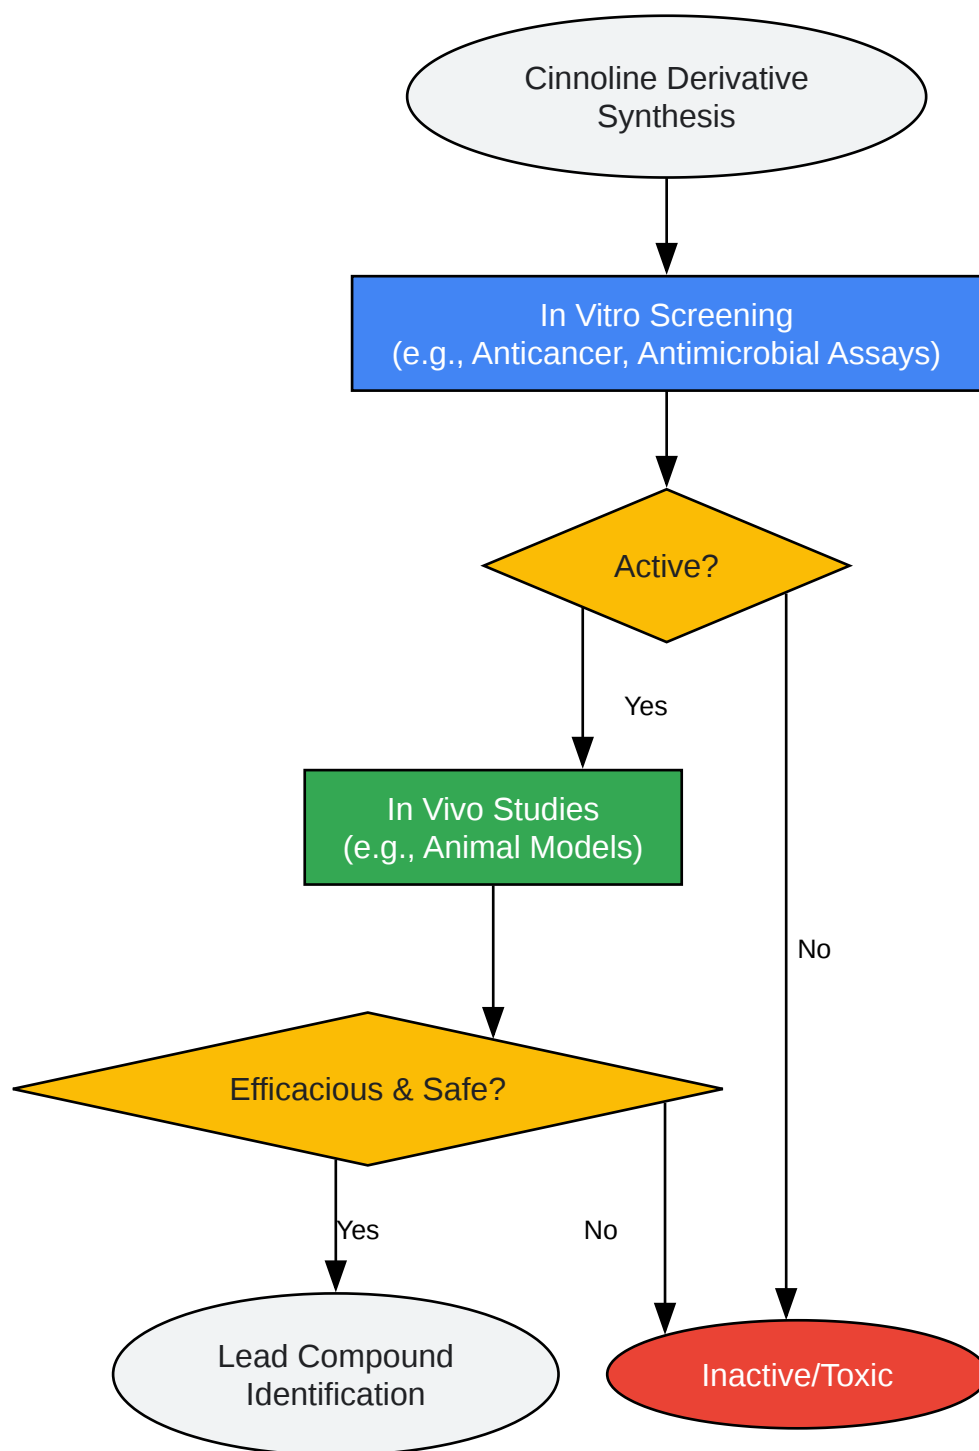 Cinnoline Derivative
Synthesis
In Vitro Screening
(e.g., Anticancer, Antimicrobial Assays)
Active?
Yes
In Vivo Studies
(e.g., Animal Models)
No
Efficacious & Safe?
Yes
No
Lead Compound
Identification
Inactive/Toxic